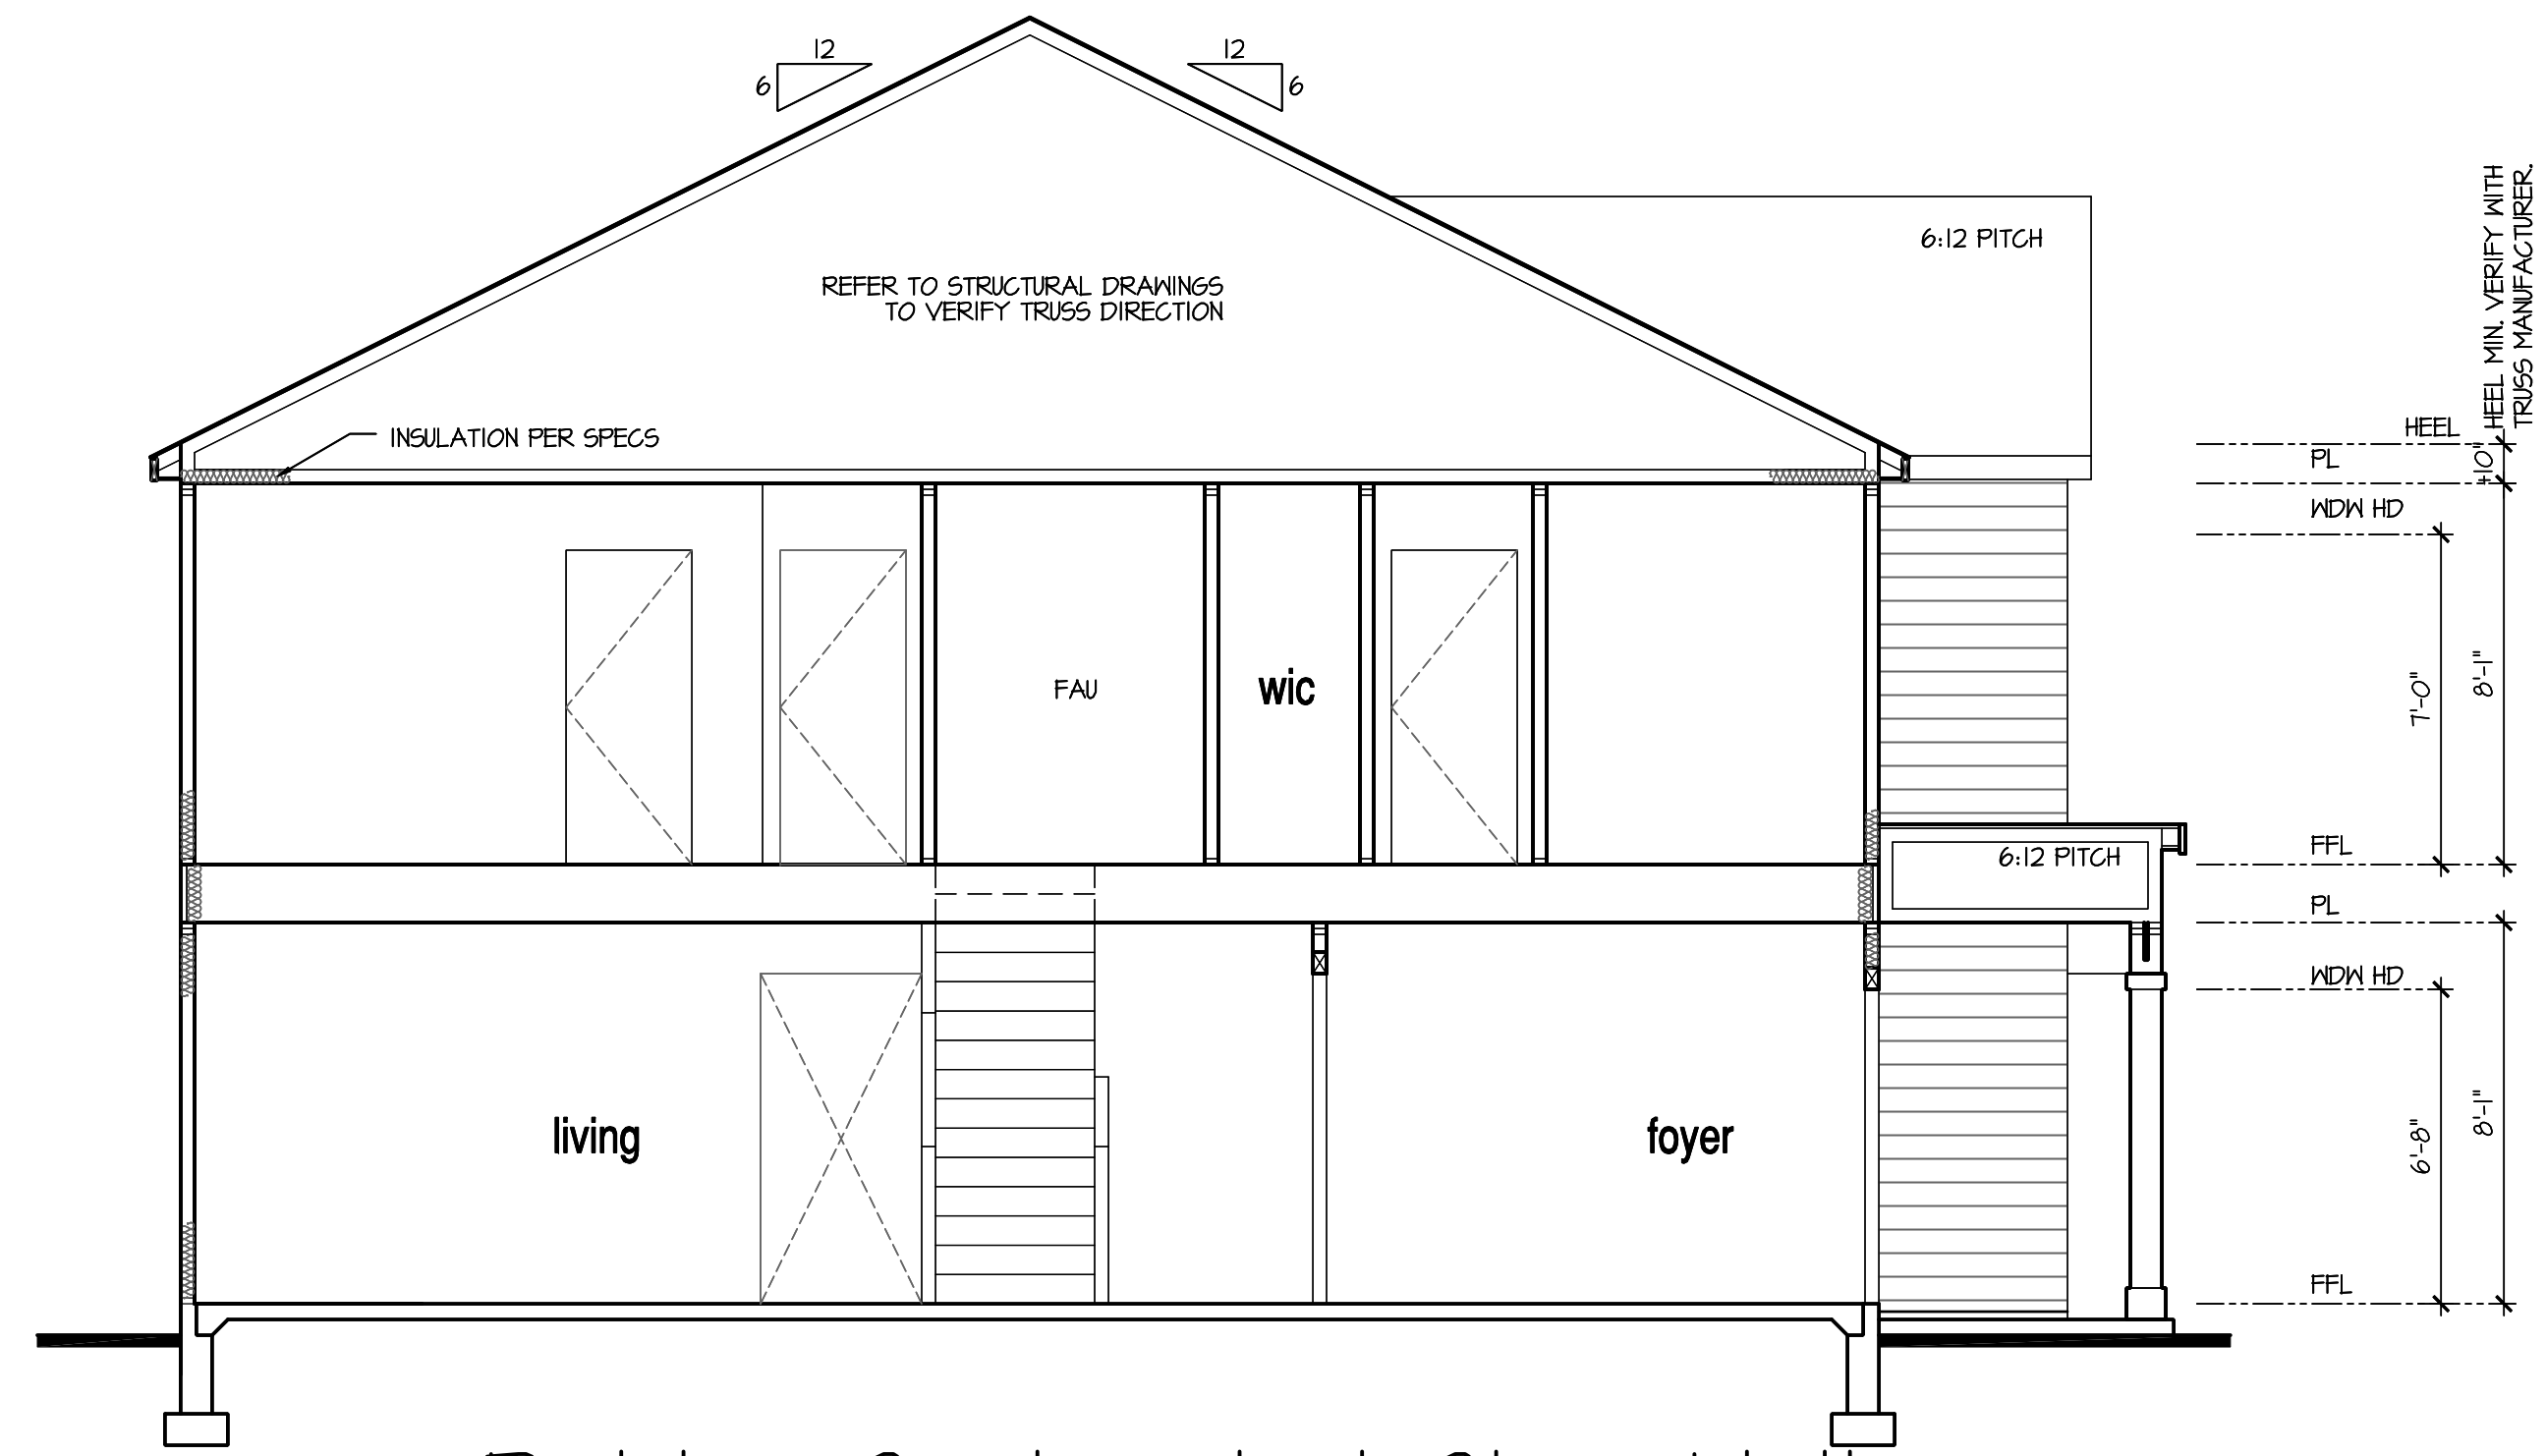 12
12
6
6
6:12 PITCH
HEEL MIN. VERIFY WITH
TRUSS MANUFACTURER.
REFER TO STRUCTURAL DRAWINGS
TO VERIFY TRUSS DIRECTION
INSULATION PER SPECS
HEEL
+10"
PL
WDW HD
FAU
wic
7'-0"
8'-1"
FFL
6:12 PITCH
PL
WDW HD
living
foyer
6'-8"
8'-1"
FFL